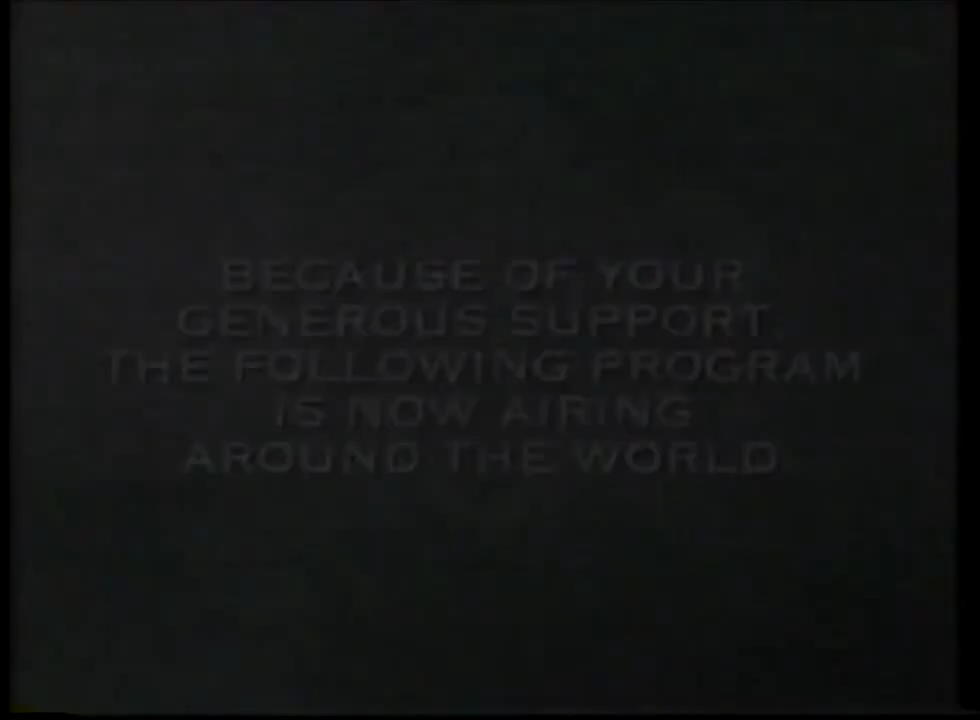 BECAUSE OF YOUR
GENEROUS SUPPORT,
THE FOLLOWING PROGRAM
IS NOW AIRING
AROUND THE WORLD